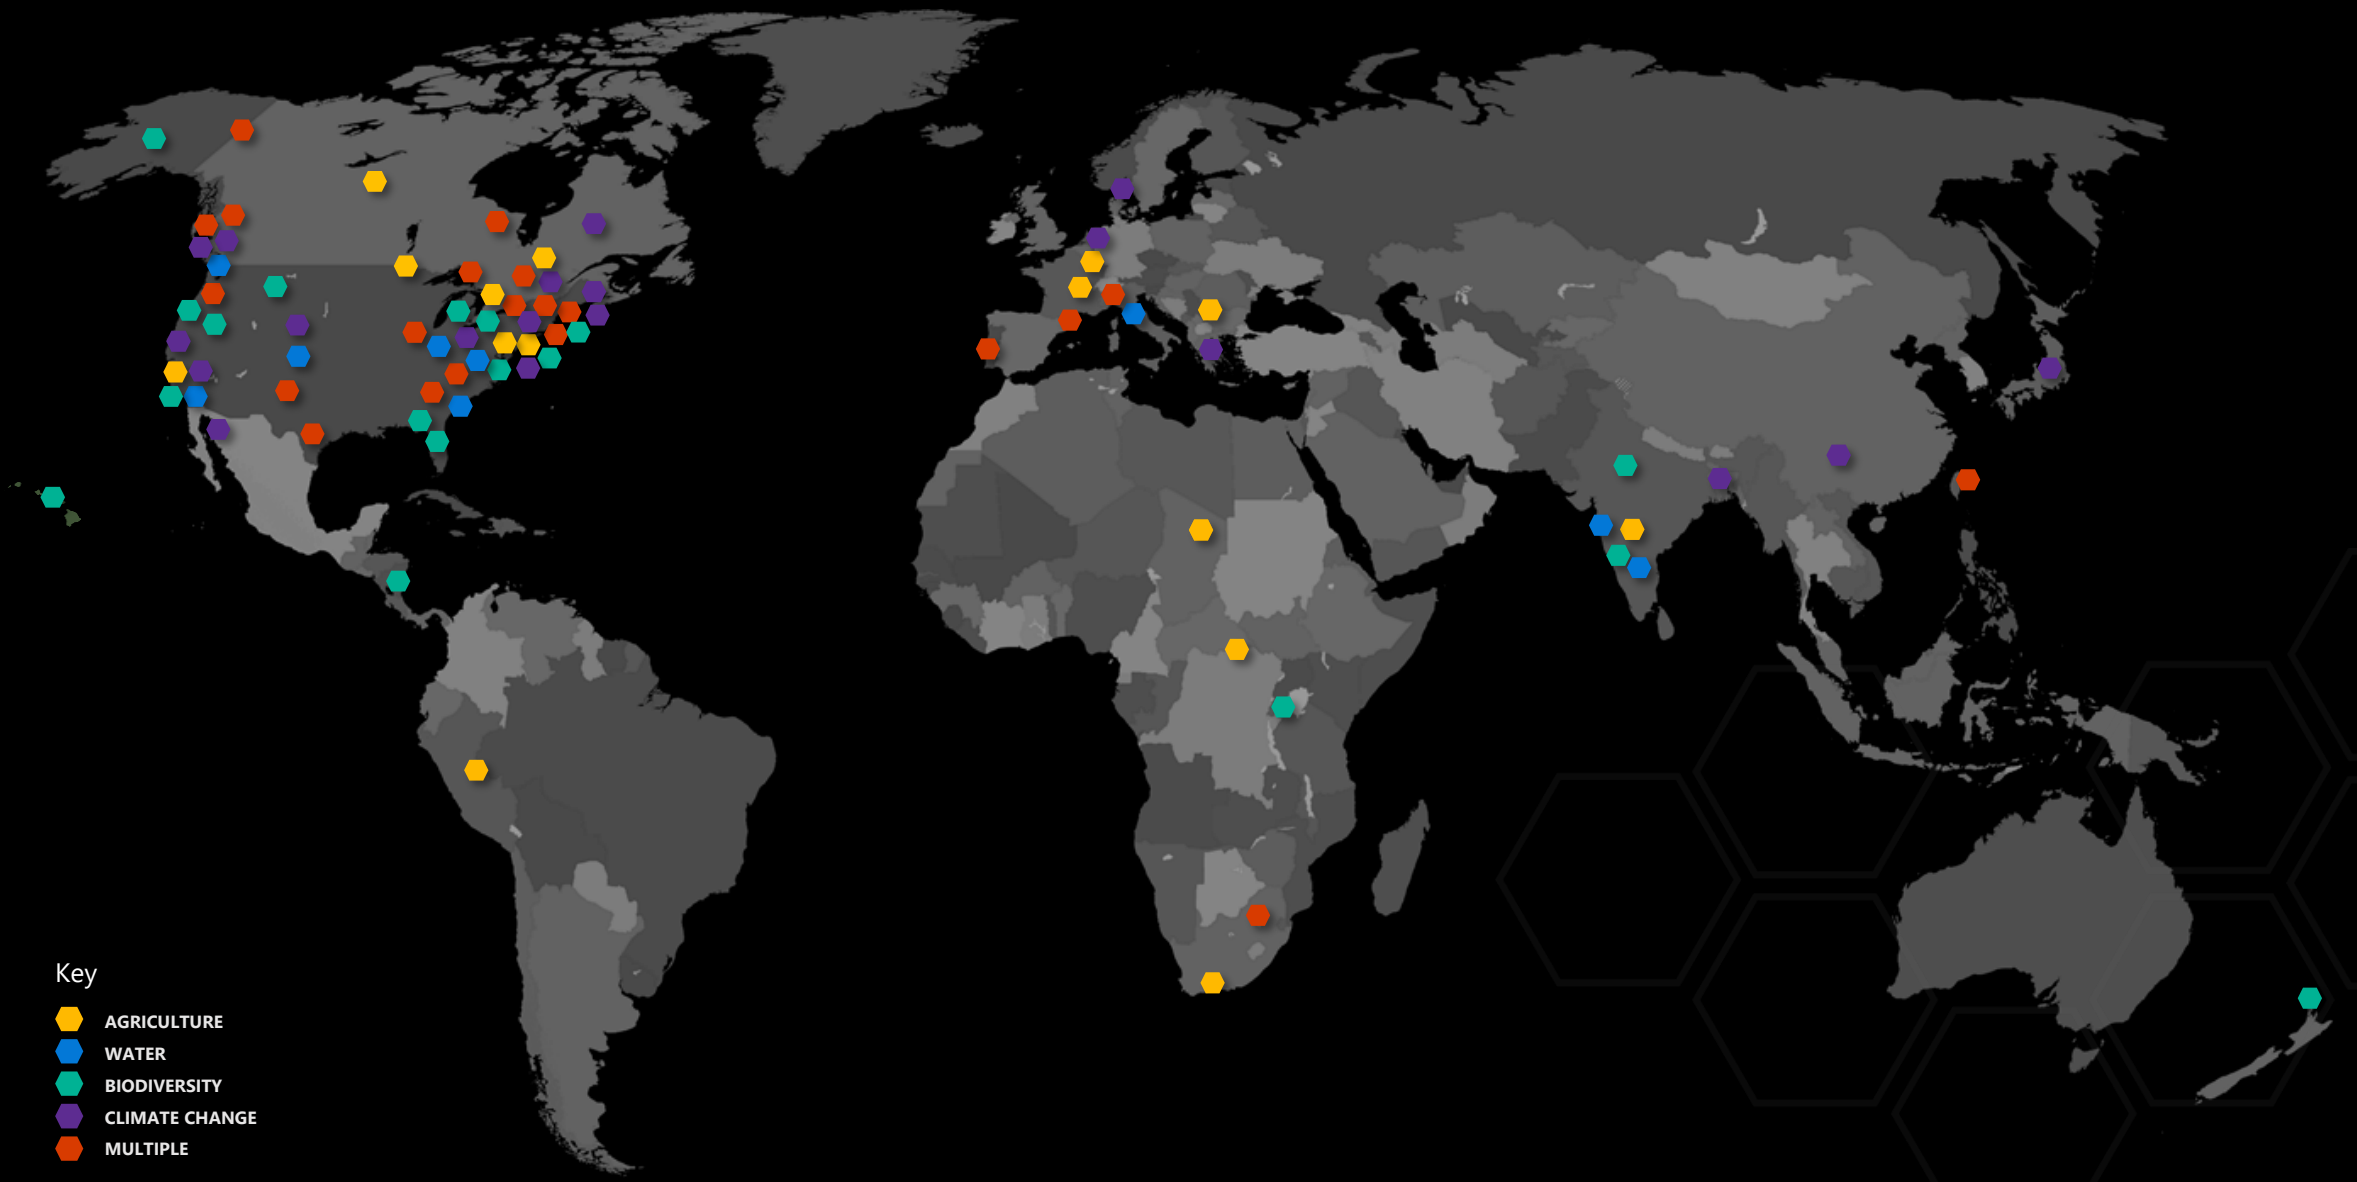 Key
AGRICULTURE
WATER
BIODIVERSITY
CLIMATE CHANGE
MULTIPLE